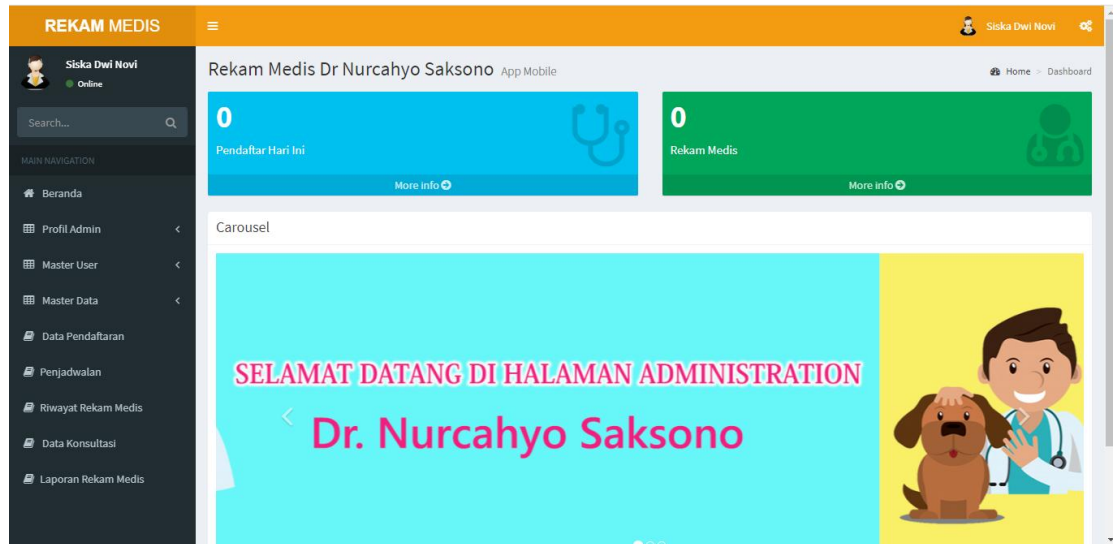 REKAM MEDIS
Siska Dwi Novi
Siska Dwi Novi
Online
Search...
MAIN NAVIGATION
Beranda
Profil Admin
Master User
Master Data
Data Pendaftaran
Penjadwalan
Riwayat Rekam Medis
Data Konsultasi
Laporan Rekam Medis
Rekam Medis Dr Nurcahyo Saksono App Mobile
Home > Dashboard
0
Pendaftar Hari Ini
More info
0
Rekam Medis
More info
Carousel
SELAMAT DATANG DI HALAMAN ADMINISTRATION
Dr. Nurcahyo Saksono